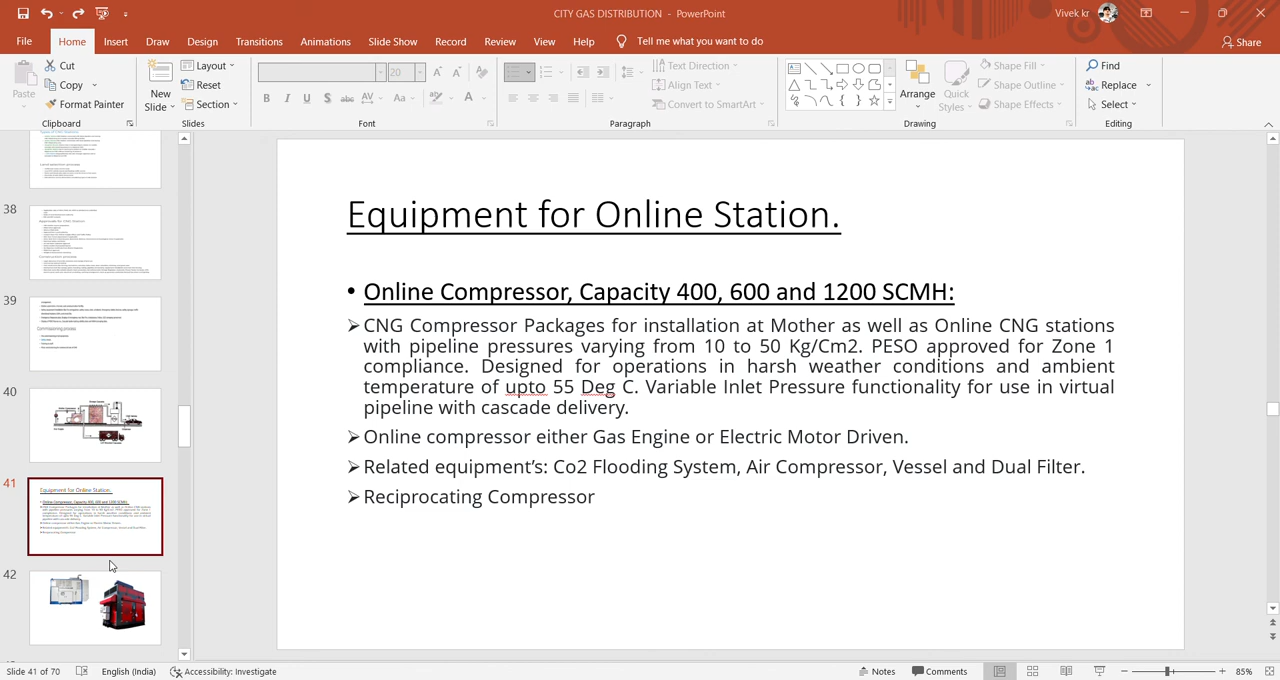 CITY GAS DISTRIBUTION - PowerPoint
Vivek kr
File Home Insert Draw Design Transitions Animations Slide Show Record Review View Help Tell me what you want to do Share
Paste
Cut
Copy
Format Painter
Clipboard
New Slide
Layout
Reset
Section
Slides
20
Font
Text Direction
Align Text
Convert to SmartArt
Paragraph
Arrange
Quick Styles
Shape Fill
Shape Outline
Shape Effects
Drawing
Find
Replace
Select
Editing
38
39
40
41
Equipment for Online Station.
42
Equipment for Online Station.
• Online Compressor, Capacity 400, 600 and 1200 SCMH:
CNG Compressor Packages for installation at Mother as well as Online CNG stations
with pipeline pressures varying from 10 to 50 Kg/Cm2. PESO approved for Zone 1
compliance. Designed for operations in harsh weather conditions and ambient
temperature of upto 55 Deg C. Variable Inlet Pressure functionality for use in virtual
pipeline with cascade delivery.
Online compressor either Gas Engine or Electric Motor Driven.
Related equipment's: Co2 Flooding System, Air Compressor, Vessel and Dual Filter.
Reciprocating Compressor
Slide 41 of 70 English (India) Accessibility: Investigate Notes Comments 85%